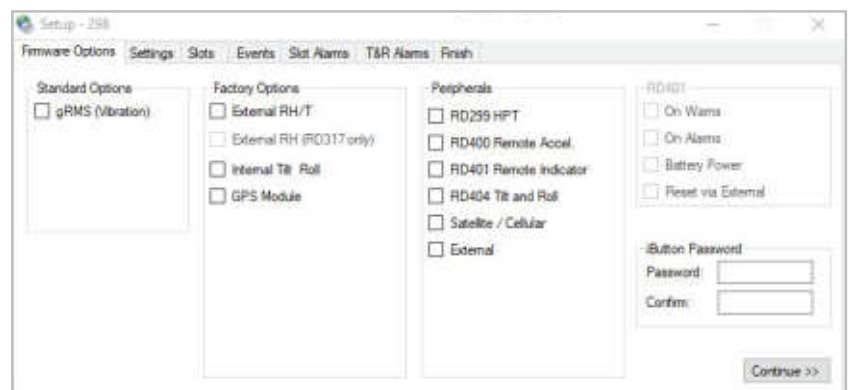 Setup - 298
Firmware Options Settings Slots Events Slot Alarms T&R Alarms Finish
Standard Options
gRMS (Vibration)
Factory Options
External RH/T
External RH (RD317 only)
Internal Tilt Roll
GPS Module
Peripherals
RD299 HPT
RD400 Remote Accel.
RD401 Remote Indicator
RD404 Tilt and Roll
Satellite / Cellular
External
RD401
On Warns
On Alarms
Battery Power
Reset via External
iButton Password
Password:
Confirm:
Continue >>